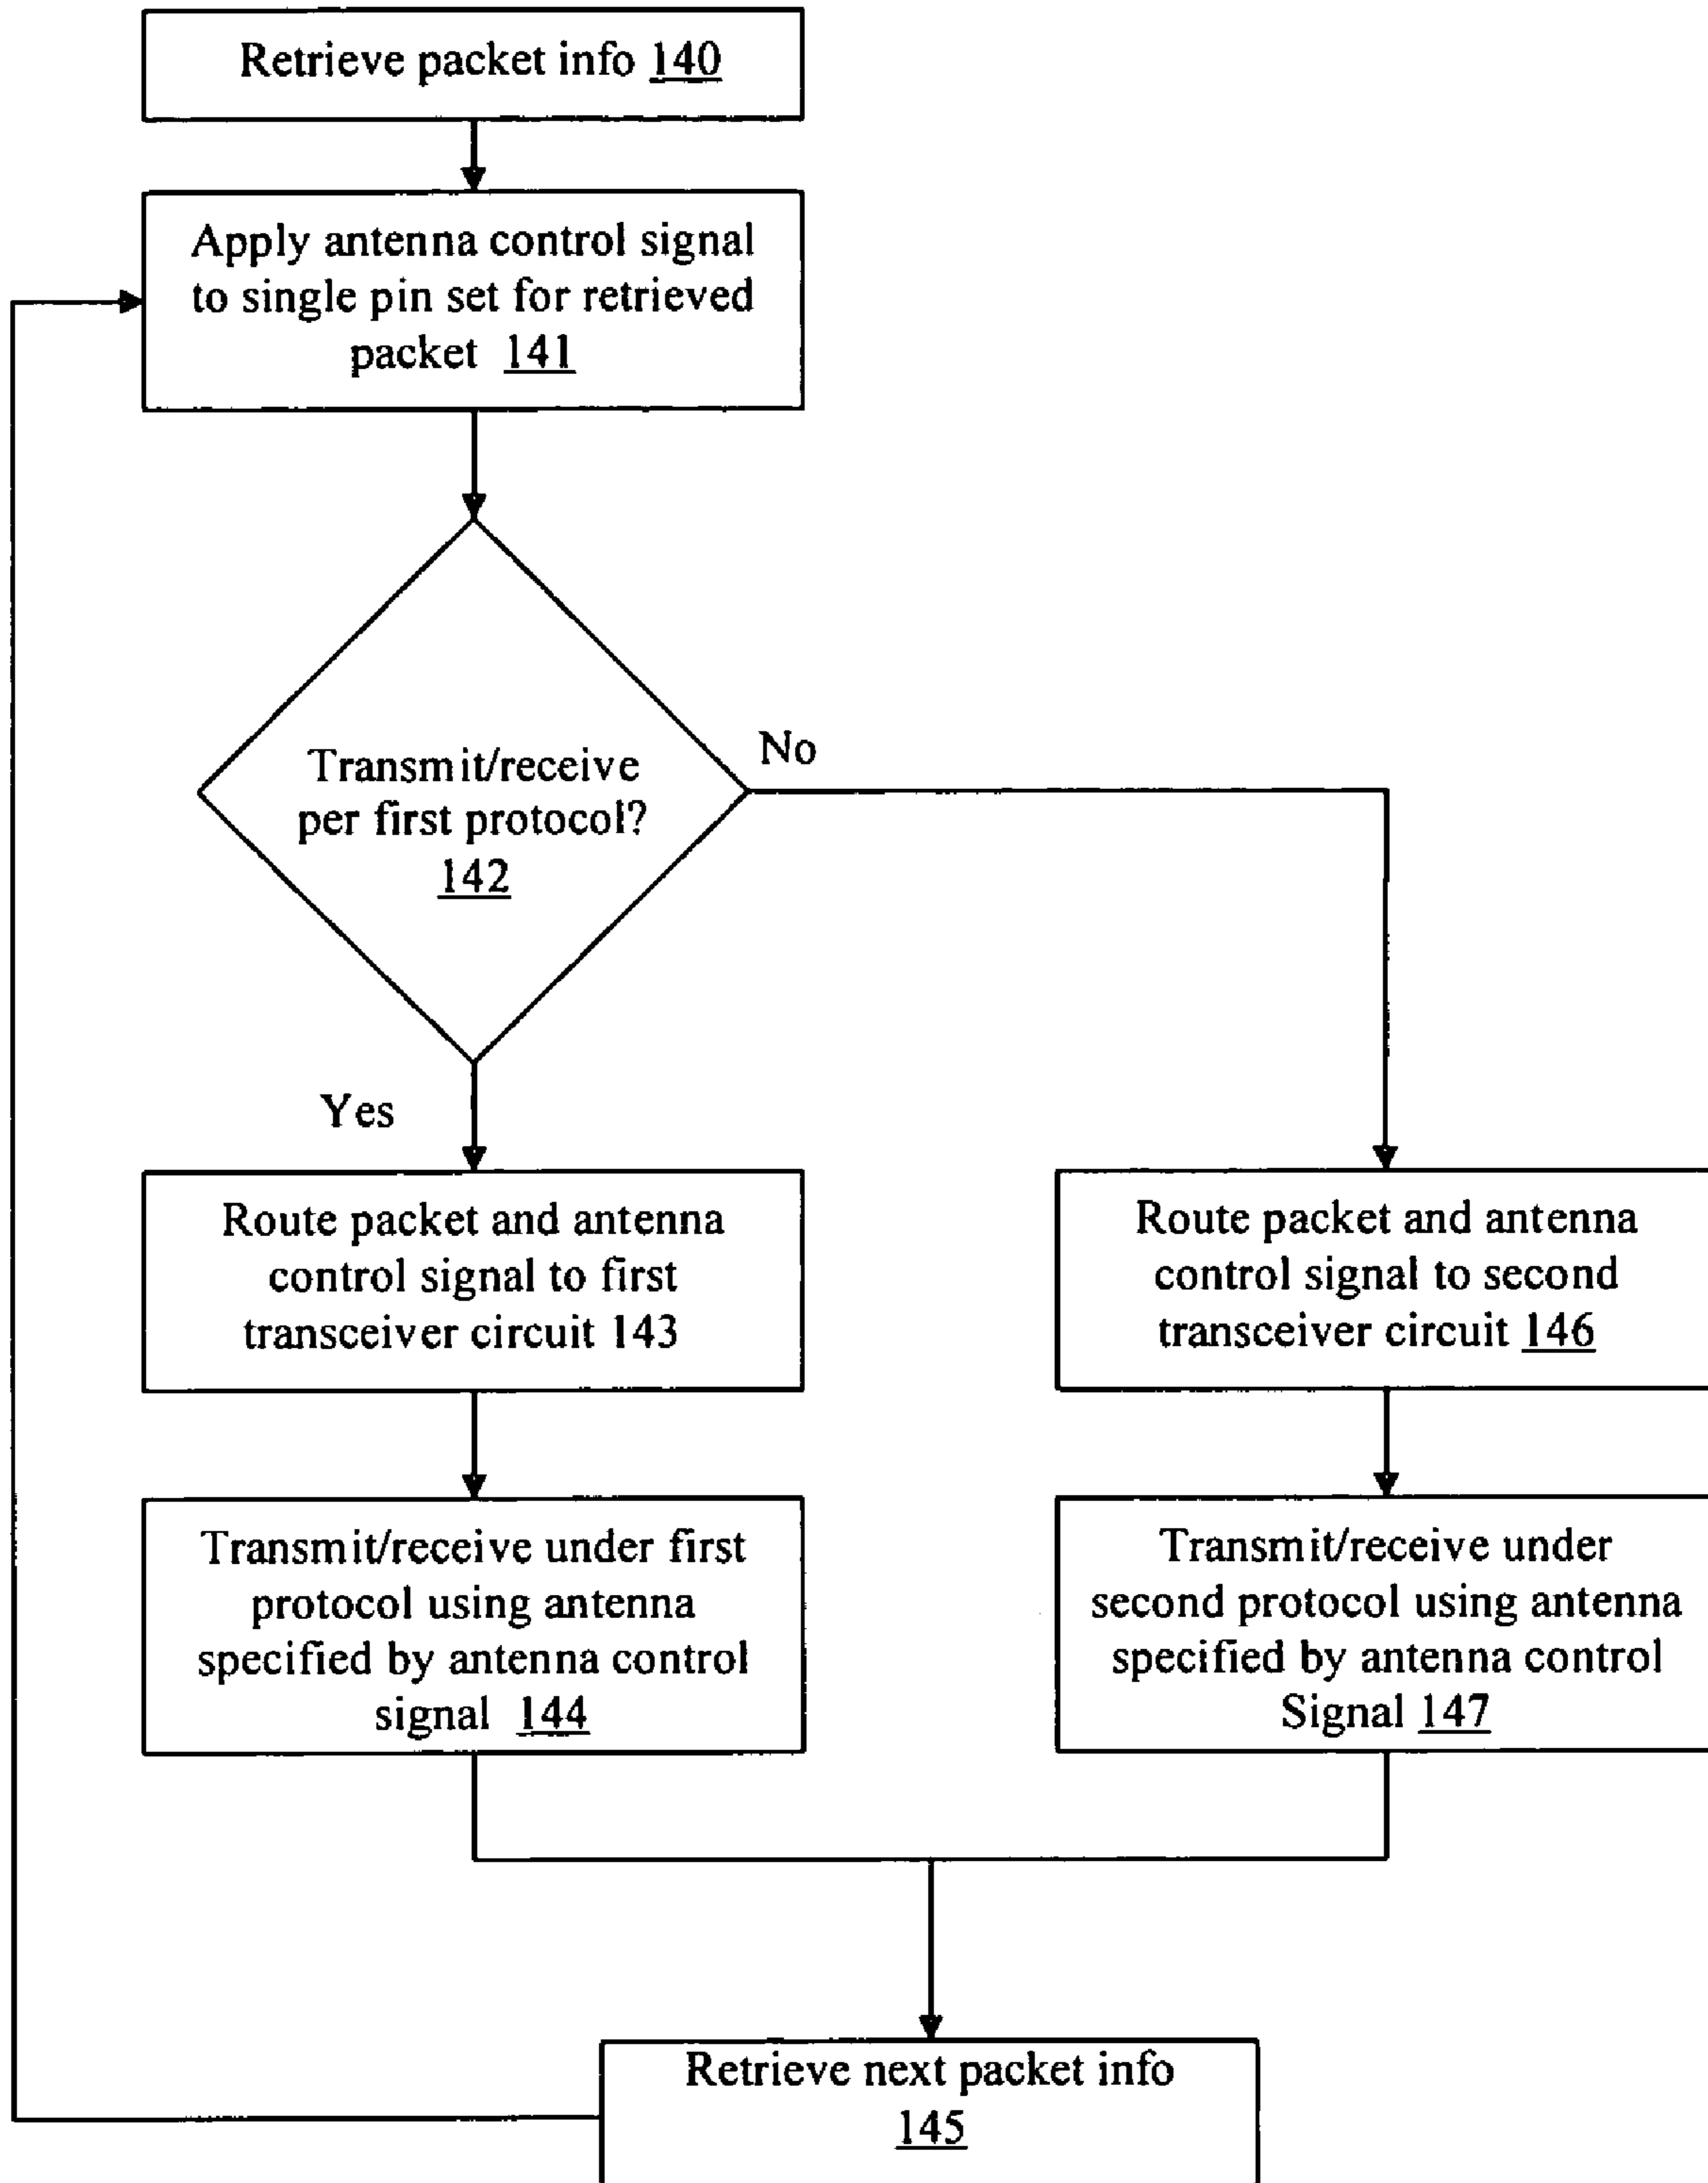 Retrieve packet info 140
Apply antenna control signal
to single pin set for retrieved
packet 141
Transmit/receive
per first protocol?
142
No
Yes
Route packet and antenna
control signal to first
transceiver circuit 143
Route packet and antenna
control signal to second
transceiver circuit 146
Transmit/receive under first
protocol using antenna
specified by antenna control
signal 144
Transmit/receive under
second protocol using antenna
specified by antenna control
Signal 147
Retrieve next packet info
145